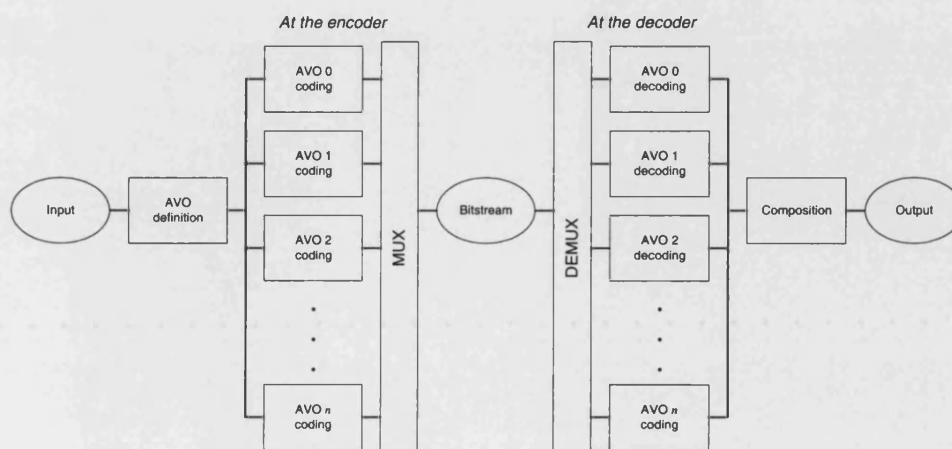 At the encoder
At the decoder
Input
AVO
definition
AVO 0
coding
AVO 1
coding
AVO 2
coding
AVO n
coding
MUX
Bitstream
DEMUX
AVO 0
decoding
AVO 1
decoding
AVO 2
decoding
AVO n
coding
Composition
Output